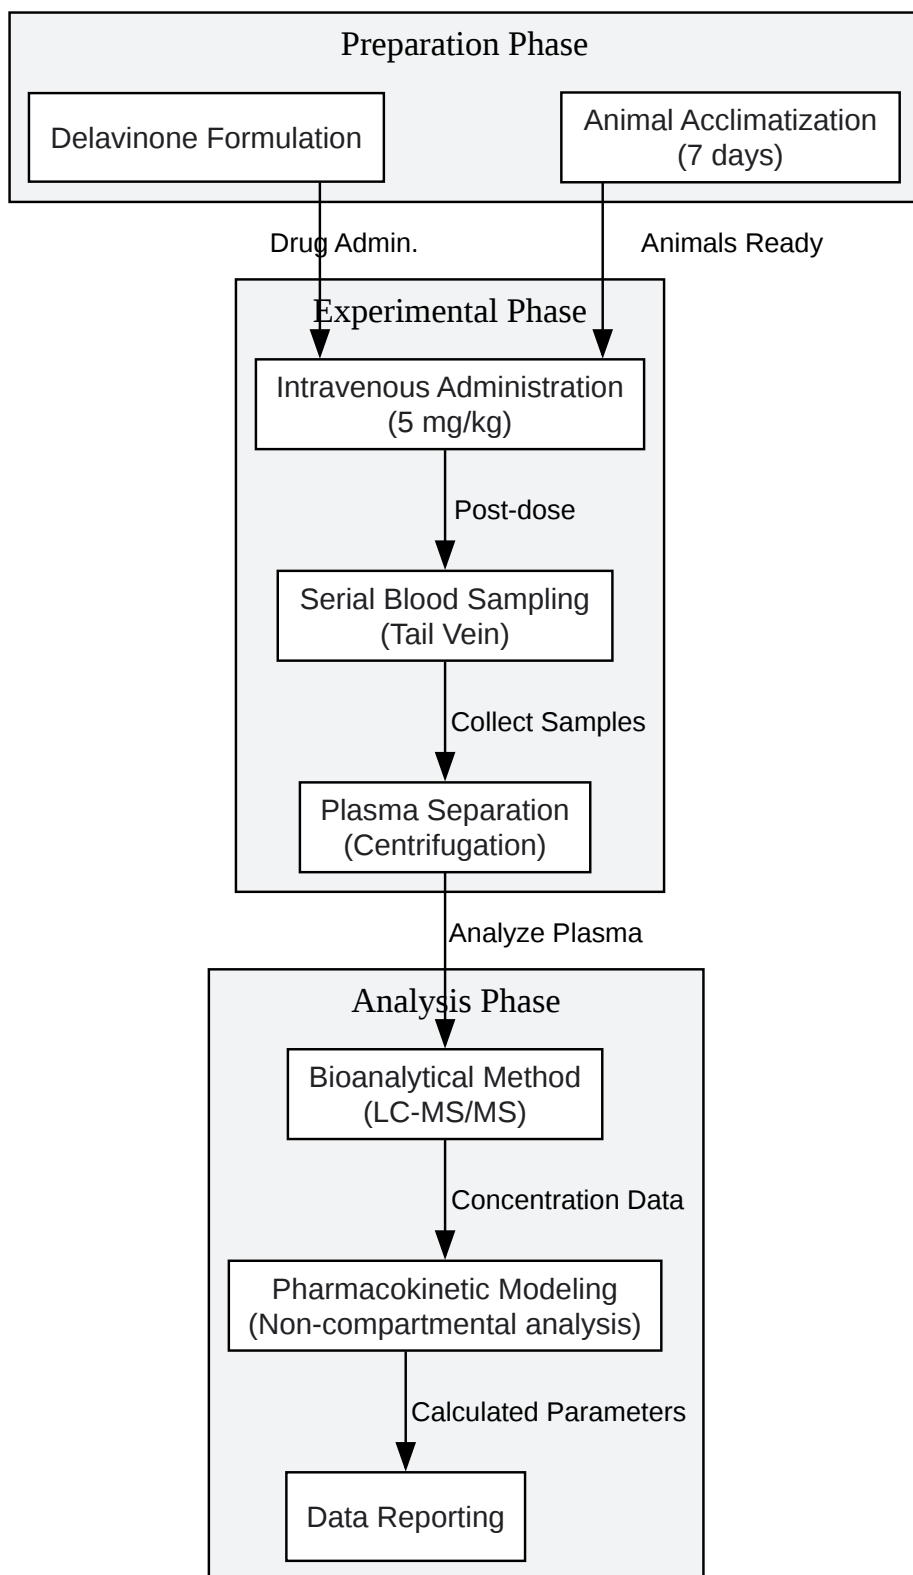 Preparation Phase
Delavinone Formulation
Animal Acclimatization
(7 days)
Drug Admin.
Animals Ready
Experimental Phase
Intravenous Administration
(5 mg/kg)
Post-dose
Serial Blood Sampling
(Tail Vein)
Collect Samples
Plasma Separation
(Centrifugation)
Analyze Plasma
Analysis Phase
Bioanalytical Method
(LC-MS/MS)
Concentration Data
Pharmacokinetic Modeling
(Non-compartmental analysis)
Calculated Parameters
Data Reporting